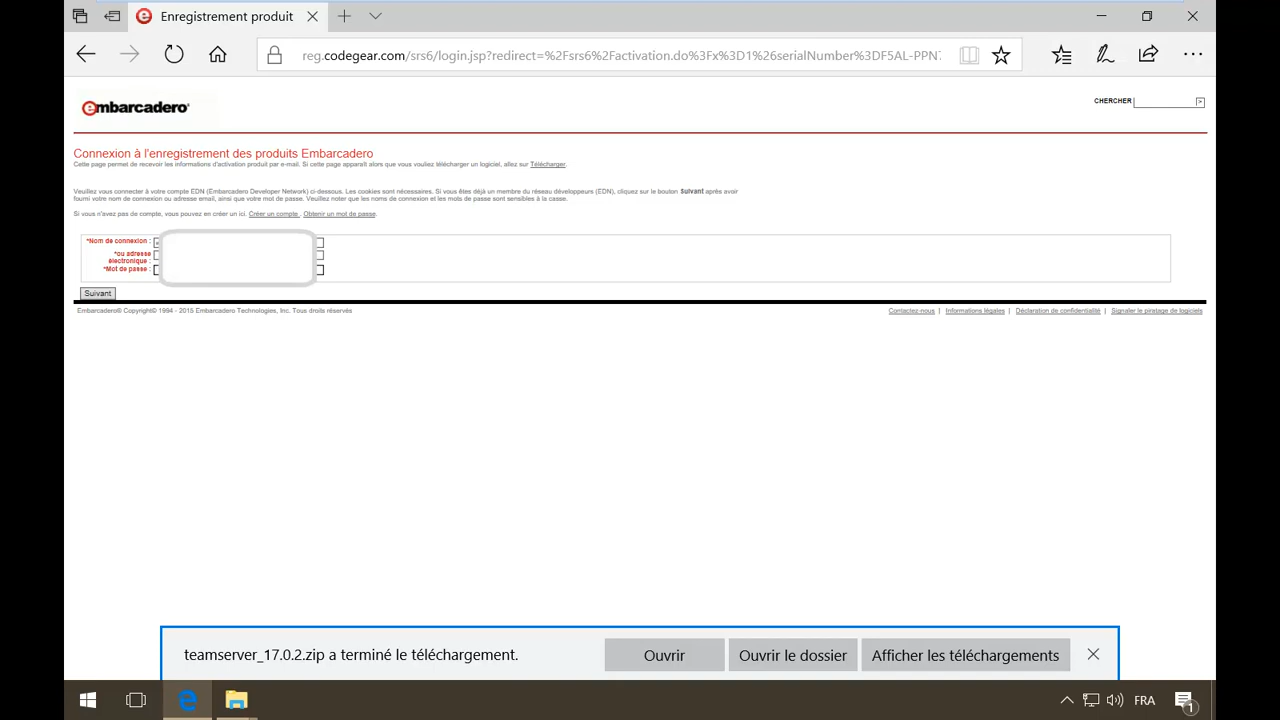 Enregistrement produit
reg.codegear.com/srs6/login.jsp?redirect=%2Fsrs6%2Factivation.do%3Fx%3D1%26serialNumber%3DF5AL-PPN7
embarcadero
CHERCHER
>
Connexion à l'enregistrement des produits Embarcadero
Cette page permet de recevoir les informations d'activation produit par e-mail. Si cette page apparaît alors que vous vouliez télécharger un logiciel, allez sur Télécharger.
Veuillez vous connecter à votre compte EDN (Embarcadero Developer Network) ci-dessous. Les cookies sont nécessaires. Si vous êtes déjà un membre du réseau développeurs (EDN), cliquez sur le bouton Suivant après avoir
fourni votre nom de connexion ou adresse email, ainsi que votre mot de passe. Veuillez noter que les noms de connexion et les mots de passe sont sensibles à la casse.
Si vous n'avez pas de compte, vous pouvez en créer un ici. Créer un compte . Obtenir un mot de passe.
*Nom de connexion :
*ou adresse
électronique :
*Mot de passe :
Suivant
Embarcadero® Copyright© 1994 - 2015 Embarcadero Technologies, Inc. Tous droits réservés
Contactez-nous | Informations légales | Déclaration de confidentialité | Signaler le piratage de logiciels
teamserver_17.0.2.zip a terminé le téléchargement.
Ouvrir
Ouvrir le dossier
Afficher les téléchargements
FRA
1